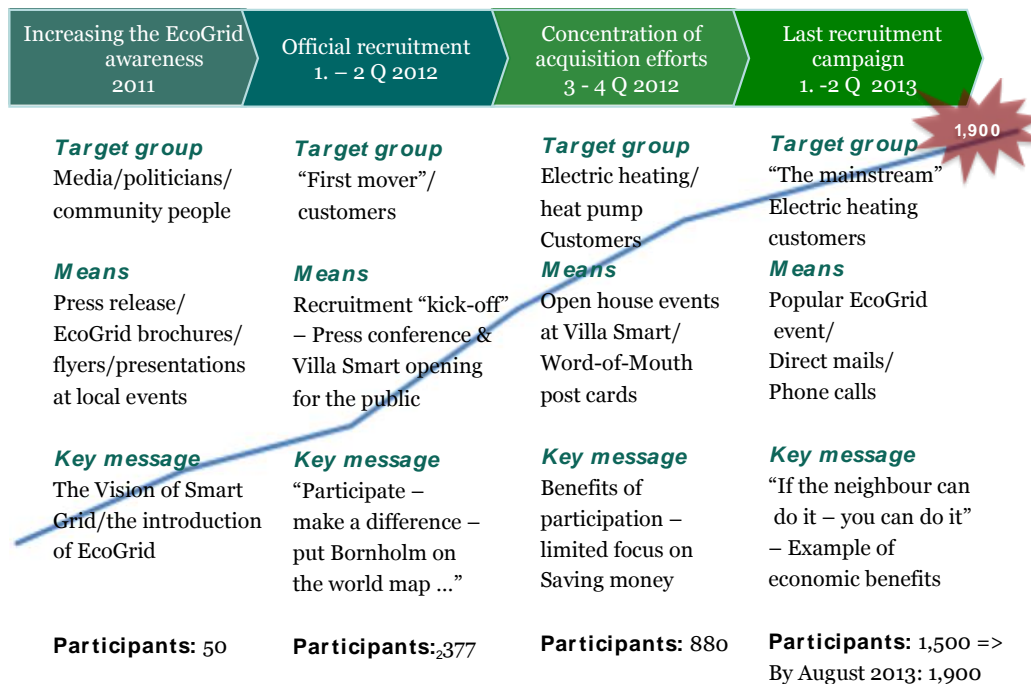 Increasing the EcoGrid
awareness
2011
Official recruitment
1. – 2 Q 2012
Concentration of
acquisition efforts
3 - 4 Q 2012
Last recruitment
campaign
1. -2 Q 2013
1,900
Target group
Media/politicians/
community people
Means
Press release/
EcoGrid brochures/
flyers/presentations
at local events
Key message
The Vision of Smart
Grid/the introduction
of EcoGrid
Participants: 50
Target group
“First mover”/
customers
Means
Recruitment “kick-off”
– Press conference &
Villa Smart opening
for the public
Key message
“Participate –
make a difference –
put Bornholm on
the world map ...”
Participants:2377
Target group
Electric heating/
heat pump
Customers
Means
Open house events
at Villa Smart/
Word-of-Mouth
post cards
Key message
Benefits of
participation –
limited focus on
Saving money
Participants: 880
Target group
“The mainstream”
Electric heating
customers
Means
Popular EcoGrid
event/
Direct mails/
Phone calls
Key message
“If the neighbour can
do it – you can do it”
– Example of
economic benefits
Participants: 1,500 =>
By August 2013: 1,900